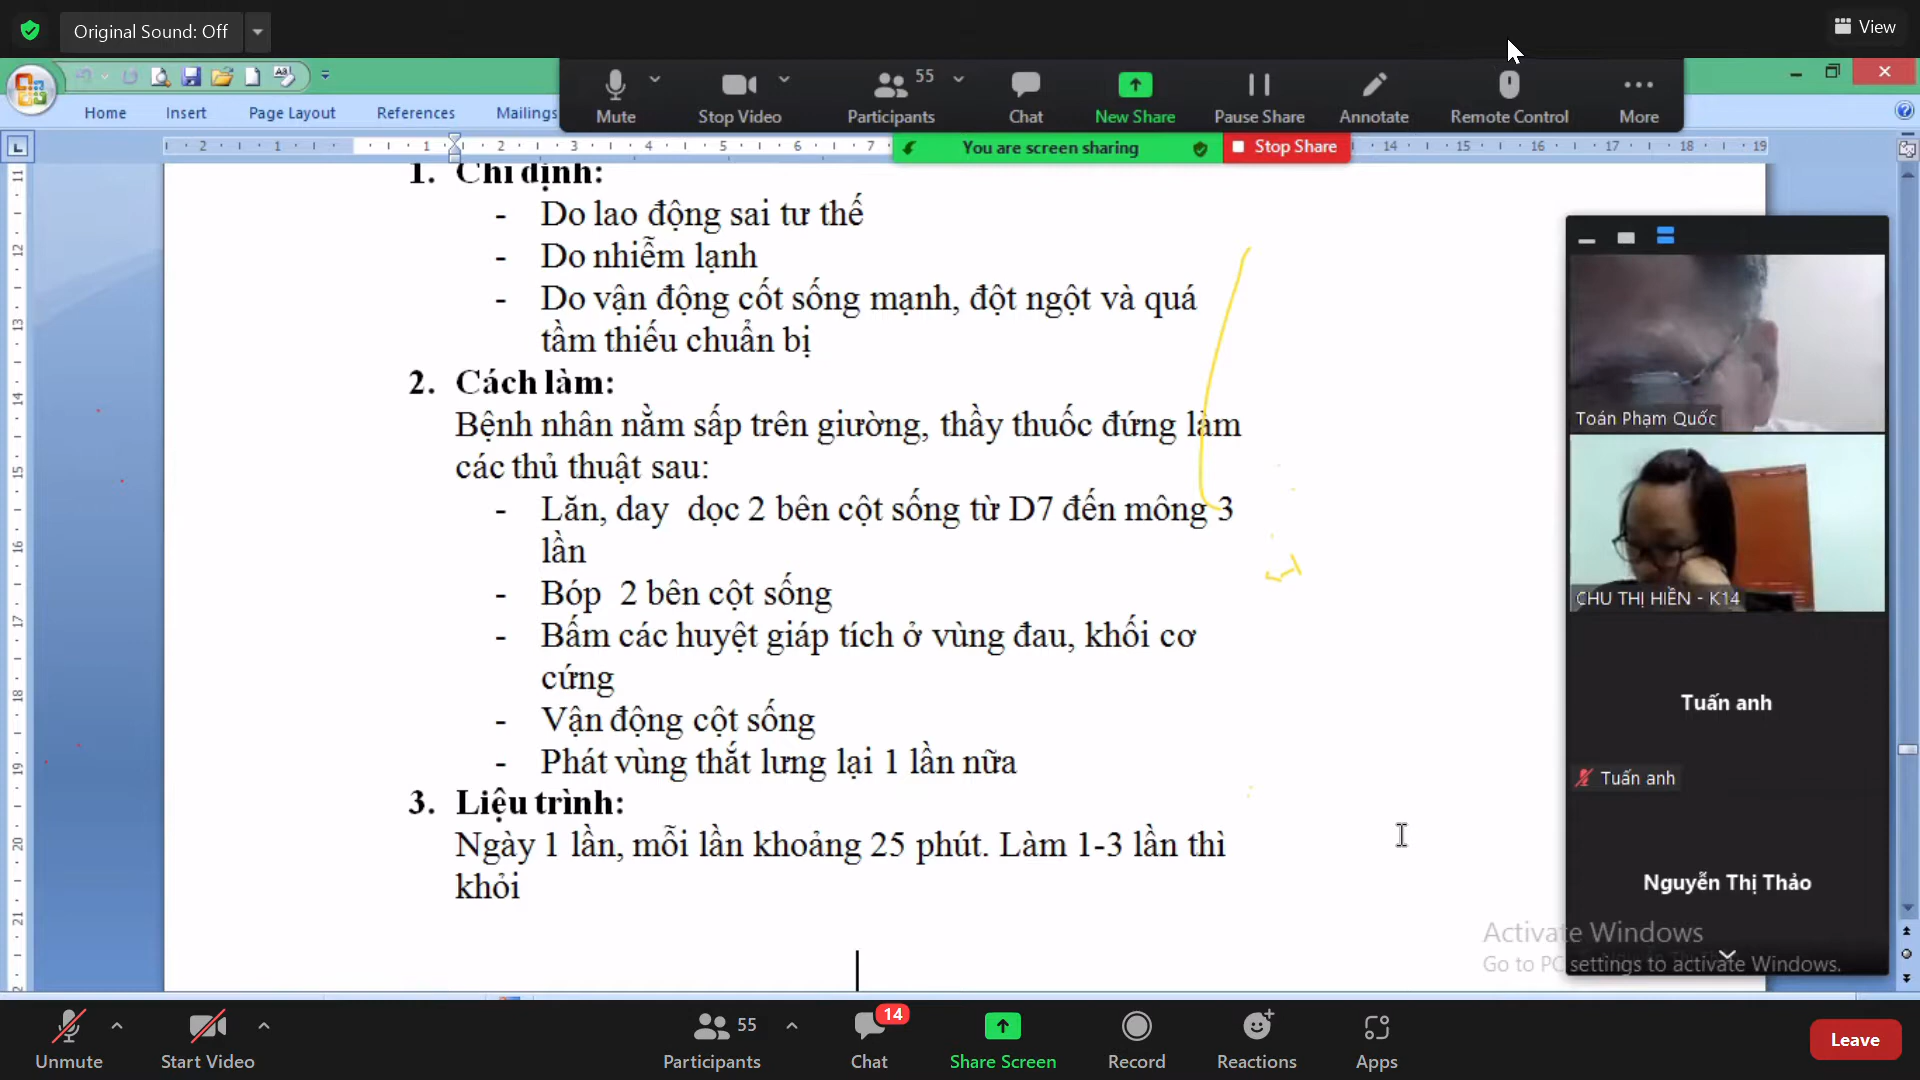 Original Sound: Off
View
Home Insert Page Layout References Mailings
Mute Stop Video Participants 55 Chat New Share Pause Share Annotate Remote Control More
You are screen sharing Stop Share
1. Chỉ định:
- Do lao động sai tư thế
- Do nhiễm lạnh
- Do vận động cốt sống mạnh, đột ngột và quá
tầm thiếu chuẩn bị
2. Cách làm:
Bệnh nhân nằm sấp trên giường, thầy thuốc đứng làm
các thủ thuật sau:
- Lăn, day dọc 2 bên cột sống từ D7 đến mông 3
lần
- Bóp 2 bên cột sống
- Bấm các huyệt giáp tích ở vùng đau, khối cơ
cứng
- Vận động cột sống
- Phát vùng thắt lưng lại 1 lần nữa
3. Liệu trình:
Ngày 1 lần, mỗi lần khoảng 25 phút. Làm 1-3 lần thì
khỏi
Toán Phạm Quốc
CHU THỊ HIỀN - K14
Tuấn anh
Tuấn anh
Nguyễn Thị Thảo
Activate Windows
Go to PC settings to activate Windows.
Unmute Start Video Participants 55 Chat 14 Share Screen Record Reactions Apps Leave